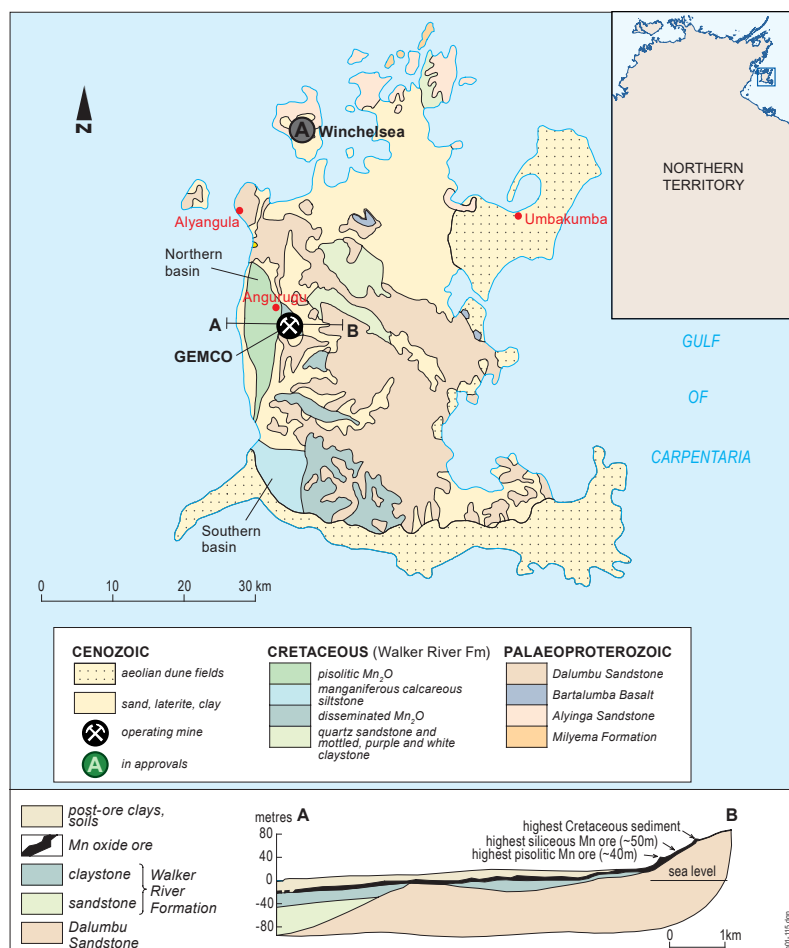 N
A
Winchelsea
NORTHERN
TERRITORY
Alyangula
Umbakumba
Northern
basin
Angurugu
A
B
GEMCO
GULF
OF
CARPENTARIA
Southern
basin
0 10 20 30 km
CENOZOIC
aeolian dune fields
sand, laterite, clay
operating mine
A in approvals
CRETACEOUS (Walker River Fm)
pisolitic Mn₂O
manganiferous calcareous
siltstone
disseminated Mn₂O
quartz sandstone and
mottled, purple and white
claystone
PALAEOPROTEROZOIC
Dalumbu Sandstone
Bartalumba Basalt
Alyinga Sandstone
Milyema Formation
post-ore clays,
soils
Mn oxide ore
claystone
sandstone
Walker
River
Formation
Dalumbu
Sandstone
metres A B
80
40
0
-40
-80
highest Cretaceous sediment
highest siliceous Mn ore (~50m)
highest pisolitic Mn ore (~40m)
sea level
0 1km